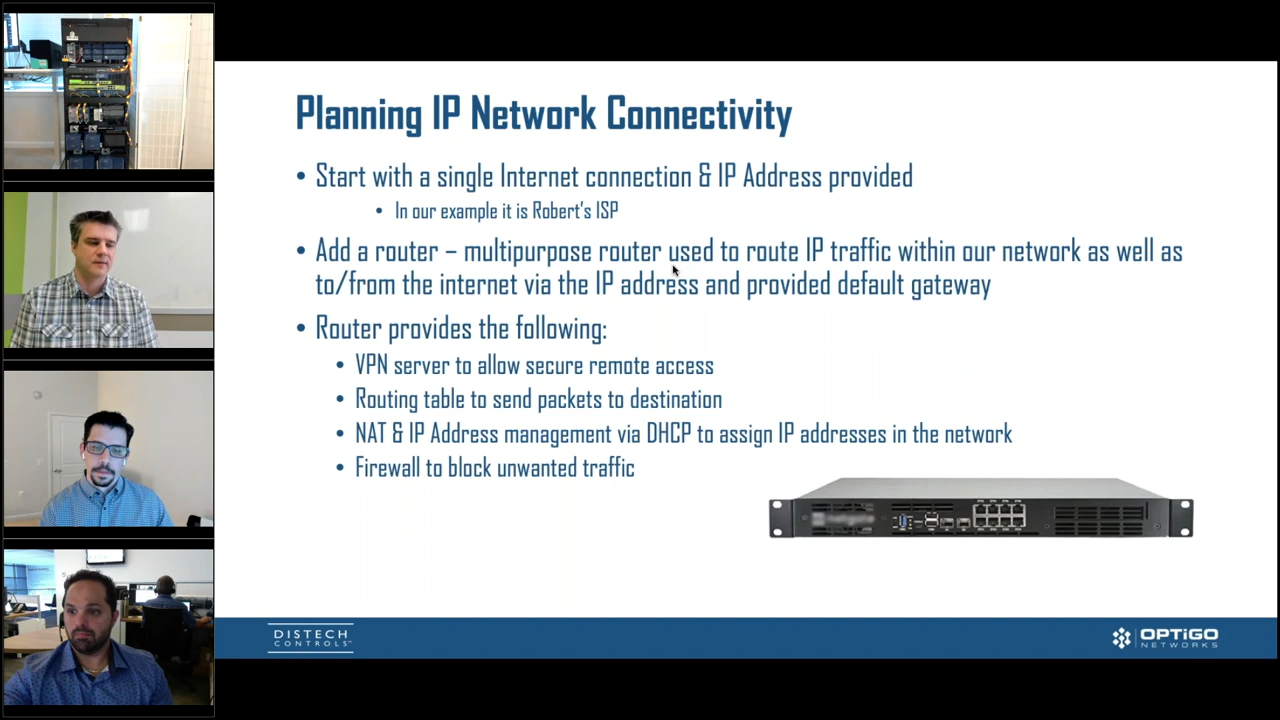 Planning IP Network Connectivity
• Start with a single Internet connection & IP Address provided
• In our example it is Robert's ISP
• Add a router – multipurpose router used to route IP traffic within our network as well as
to/from the internet via the IP address and provided default gateway
• Router provides the following:
• VPN server to allow secure remote access
• Routing table to send packets to destination
• NAT & IP Address management via DHCP to assign IP addresses in the network
• Firewall to block unwanted traffic
DISTECH
CONTROLS™
OPTiGO
NETWORKS